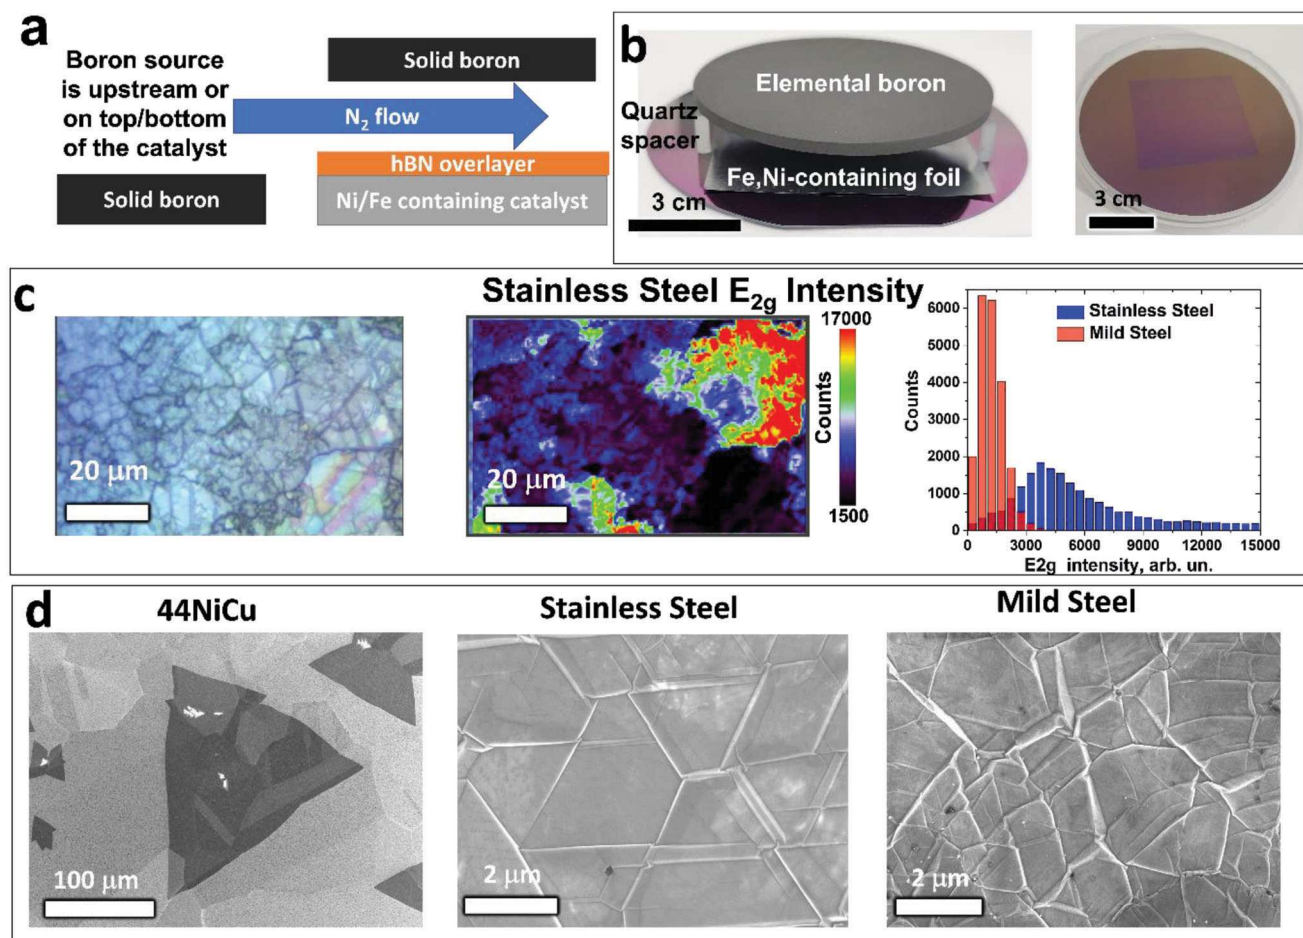 a
Boron source
is upstream or
on top/bottom
of the catalyst
Solid boron
N₂ flow
hBN overlayer
Solid boron
Ni/Fe containing catalyst
b
Elemental boron
Quartz
spacer
Fe,Ni-containing foil
3 cm
3 cm
c
Stainless Steel E₂g Intensity
20 μm
20 μm
17000
Counts
1500
Counts
6000
5000
4000
3000
2000
1000
0
Stainless Steel
Mild Steel
0 3000 6000 9000 12000 15000
E2g intensity, arb. un.
d
44NiCu
Stainless Steel
Mild Steel
100 μm
2 μm
2 μm